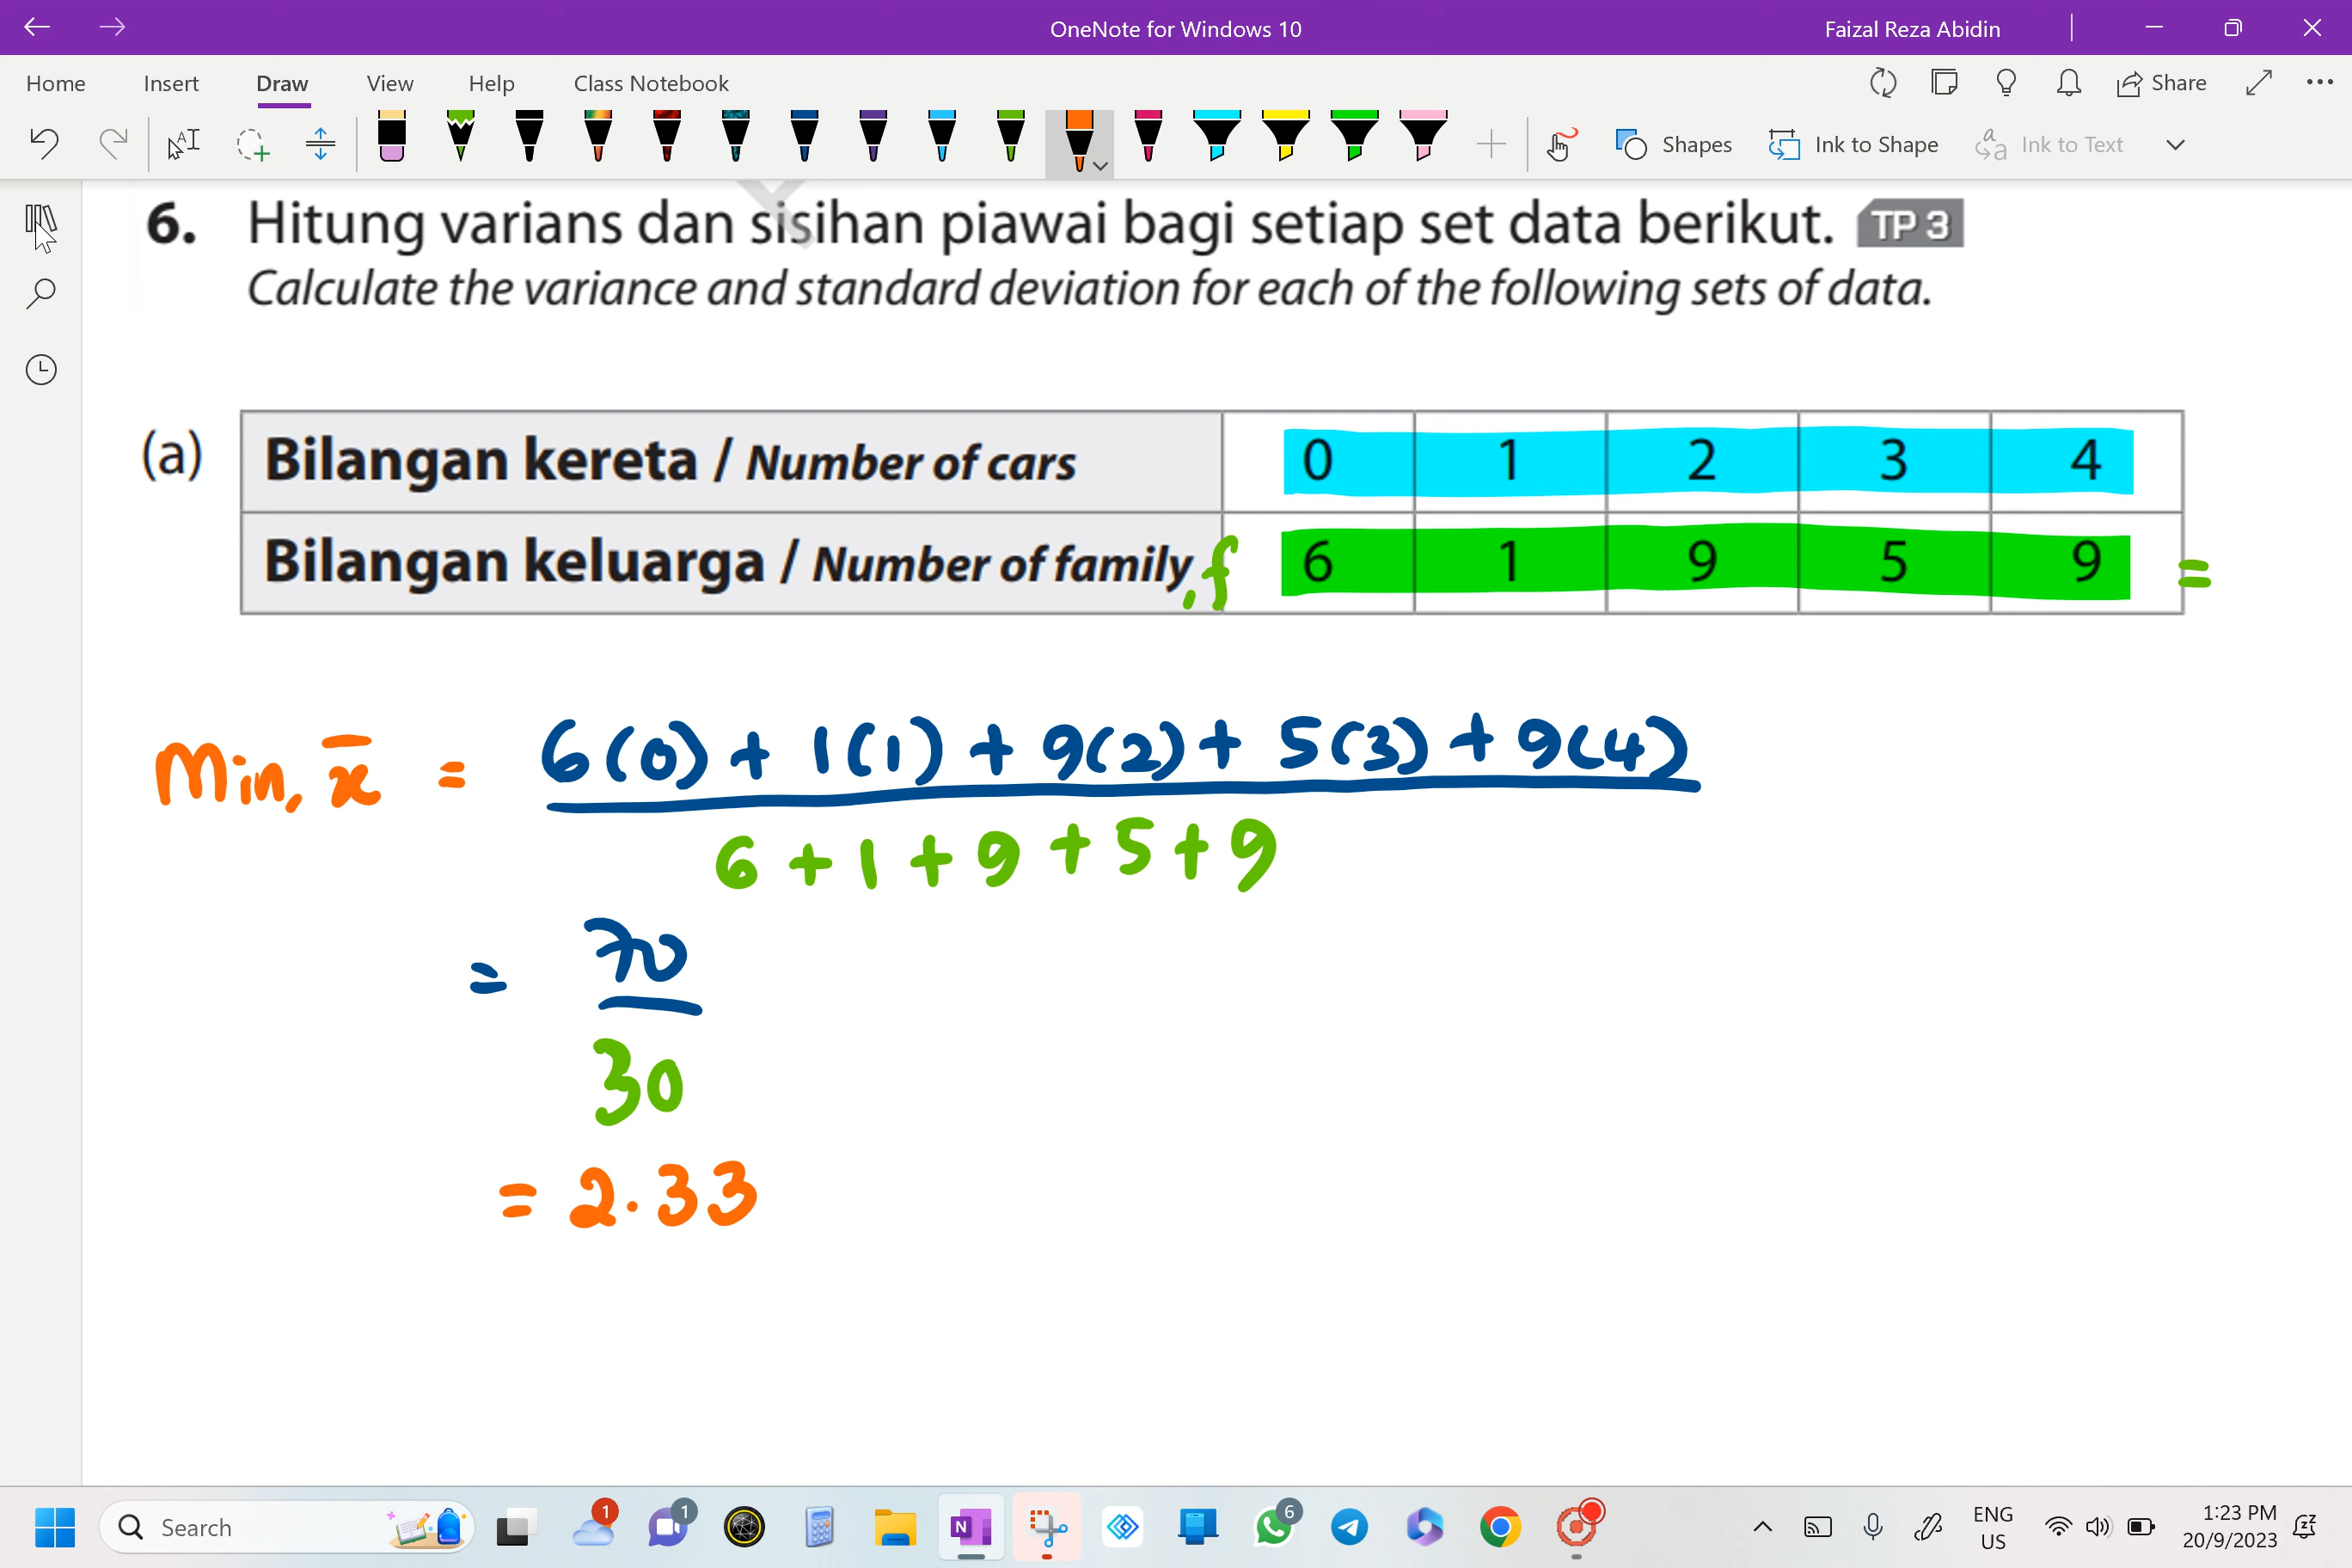 OneNote for Windows 10
Faizal Reza Abidin
Home Insert Draw View Help Class Notebook
Share
Shapes Ink to Shape Ink to Text
6. Hitung varians dan sisihan piawai bagi setiap set data berikut. TP 3
Calculate the variance and standard deviation for each of the following sets of data.
(a) Bilangan kereta / Number of cars 0 1 2 3 4
Bilangan keluarga / Number of family, f 6 1 9 5 9 =
Min, x̄ = 6(0) + 1(1) + 9(2) + 5(3) + 9(4)
6 + 1 + 9 + 5 + 9
= 70
30
= 2.33
Search
1
1
6
ENG
US
1:23 PM
20/9/2023